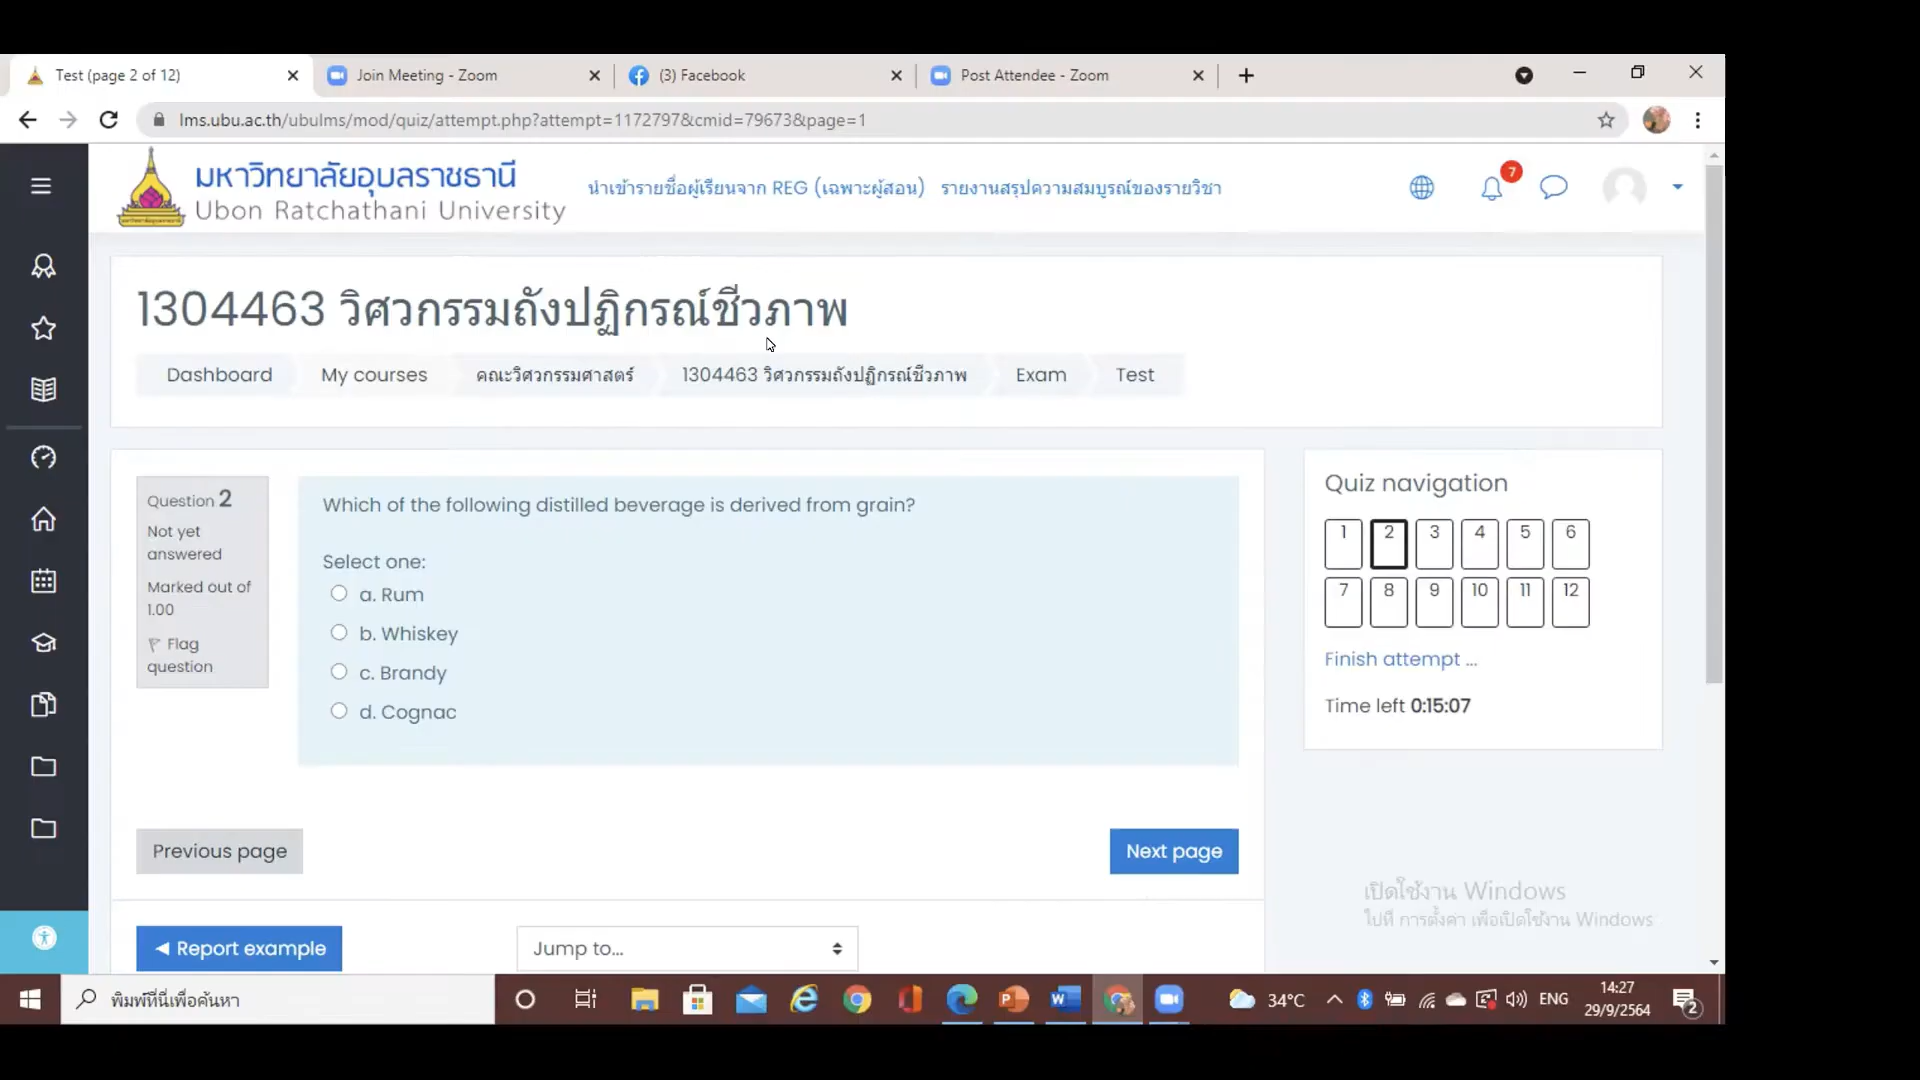 Test (page 2 of 12)
Join Meeting - Zoom
(3) Facebook
Post Attendee - Zoom
lms.ubu.ac.th/ubulms/mod/quiz/attempt.php?attempt=1172797&cmid=79673&page=1
มหาวิทยาลัยอุบลราชธานี
Ubon Ratchathani University
นำเข้ารายชื่อผู้เรียนจาก REG (เฉพาะผู้สอน)
รายงานสรุปความสมบูรณ์ของรายวิชา
7
1304463 วิศวกรรมถังปฏิกรณ์ชีวภาพ
Dashboard
My courses
คณะวิศวกรรมศาสตร์
1304463 วิศวกรรมถังปฏิกรณ์ชีวภาพ
Exam
Test
Question 2
Not yet
answered
Marked out of
1.00
Flag
question
Which of the following distilled beverage is derived from grain?
Select one:
a. Rum
b. Whiskey
c. Brandy
d. Cognac
Previous page
Next page
Quiz navigation
1 2 3 4 5 6
7 8 9 10 11 12
Finish attempt ...
Time left 0:15:07
◄ Report example
Jump to...
เปิดใช้งาน Windows
ไปที่ การตั้งค่า เพื่อเปิดใช้งาน Windows
พิมพ์ที่นี่เพื่อค้นหา
34°C
ENG
14:27
29/9/2564
2